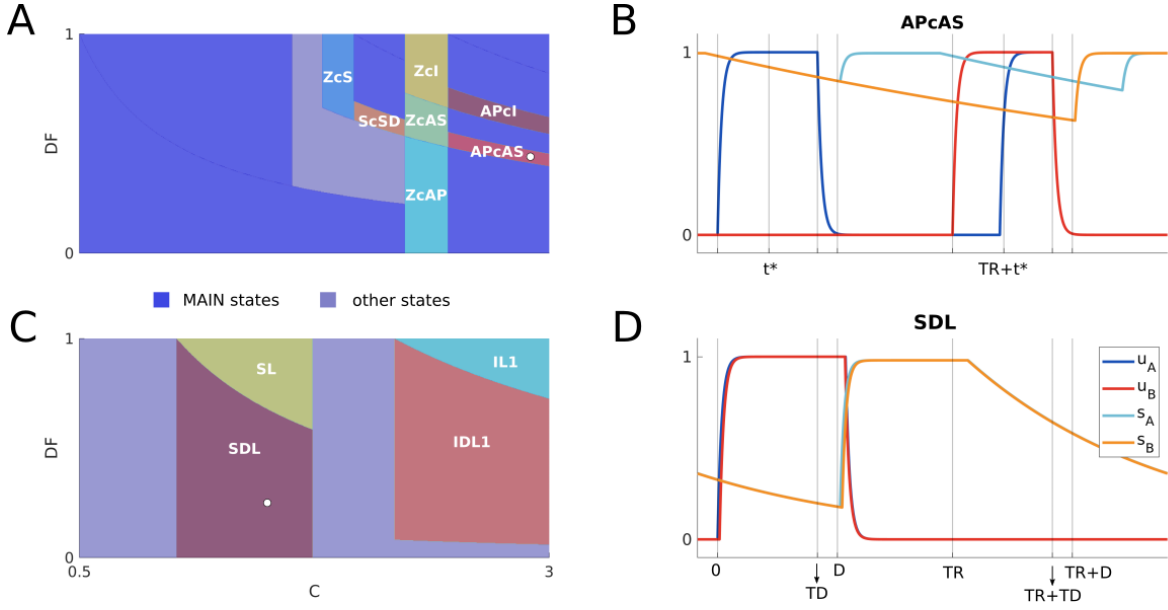 A
1
DF
0
ZcS
ZcI
ScSD
ZcAS
APcI
APcAS
ZcAP
B
APcAS
1
0
t*
TR+t*
MAIN states
other states
C
1
DF
0
0.5
C
3
SL
SDL
IL1
IDL1
D
SDL
1
0
u_A
u_B
s_A
s_B
0
TD
D
TR
TR+TD
TR+D